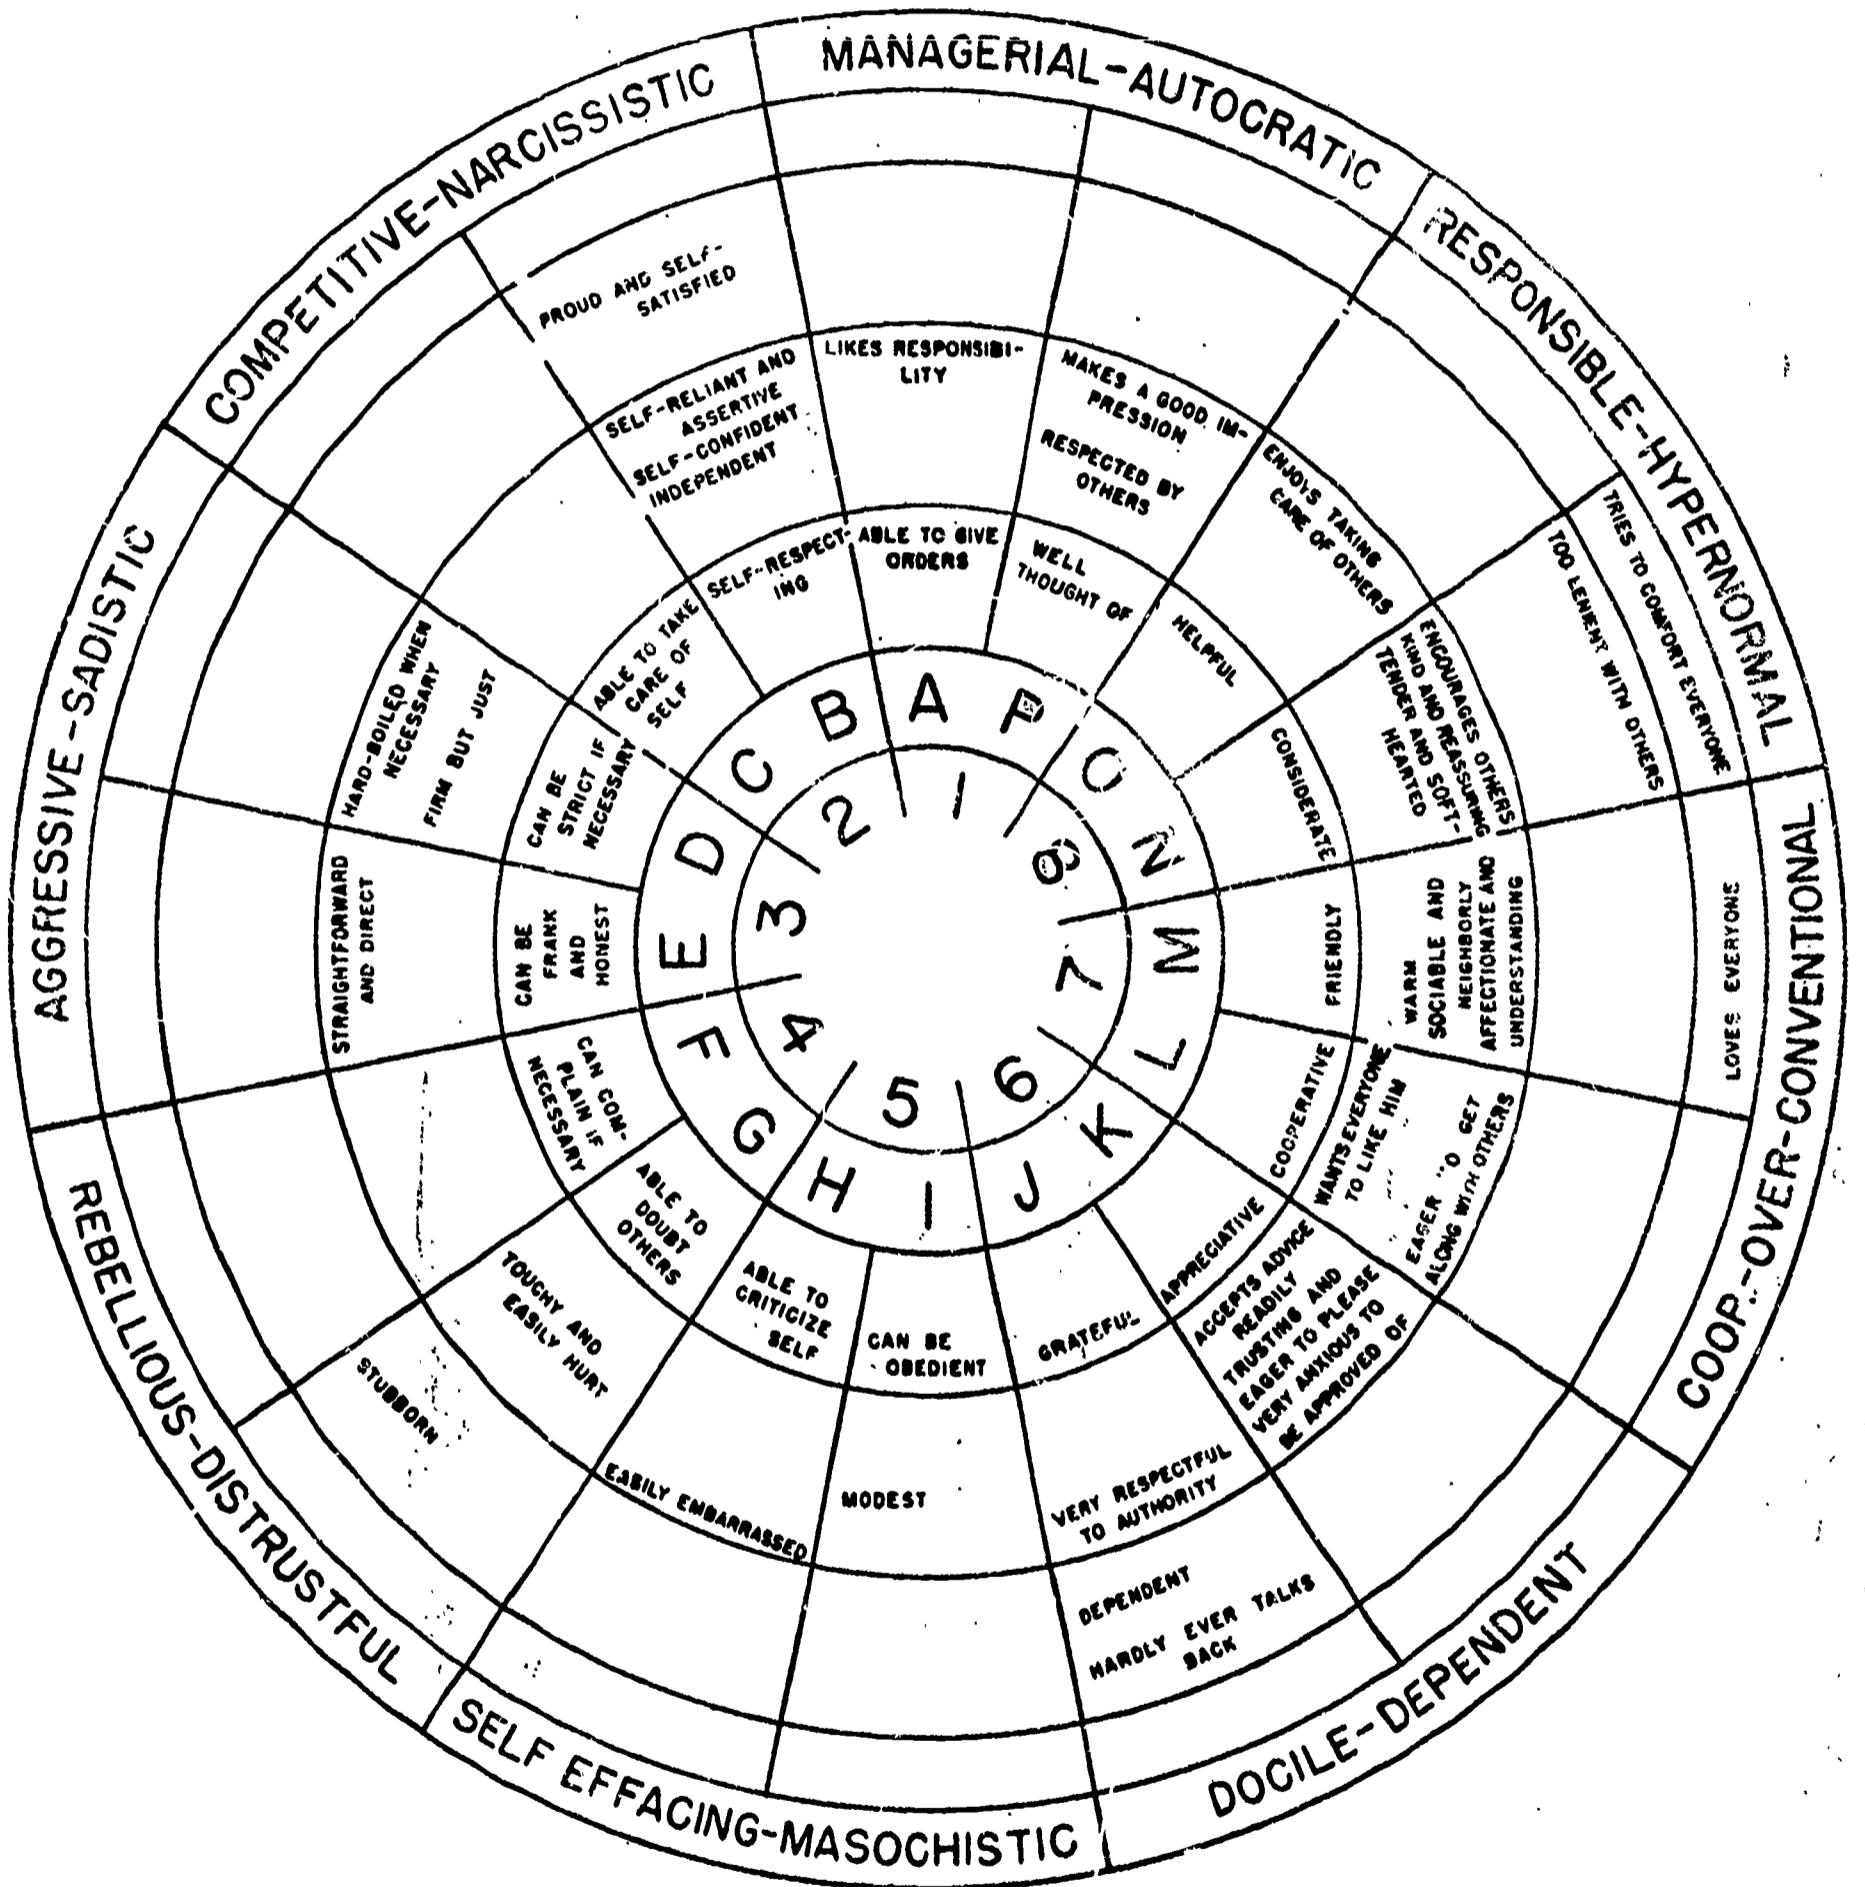 MANAGERIAL-AUTOCRATIC
RESPONSIBLE-HYPERNORMAL
COOP.-OVER-CONVENTIONAL
DOCILE-DEPENDENT
SELF EFFACING-MASOCHISTIC
REBELLIOUS-DISTRUSTFUL
AGGRESSIVE-SADISTIC
COMPETITIVE-NARCISSISTIC
PROUD AND SELF-
SATISFIED
SELF-RELIANT AND
ASSERTIVE
SELF-CONFIDENT
INDEPENDENT
SELF-RESPECT-
ING
LIKES RESPONSIBI-
LITY
ABLE TO GIVE
ORDERS
MAKES A GOOD IM-
PRESSION
RESPECTED BY
OTHERS
WELL
THOUGHT OF
ENJOYS TAKING
CARE OF OTHERS
HELPFUL
TRIES TO COMFORT EVERYONE
TOO LENIENT WITH OTHERS
ENCOURAGES OTHERS
KIND AND REASSURING
TENDER AND SOFT-
HEARTED
CONSIDERATE
LOVES EVERYONE
WARM
SOCIABLE AND
NEIGHBORLY
AFFECTIONATE AND
UNDERSTANDING
FRIENDLY
COOPERATIVE
WANTS EVERYONE
TO LIKE HIM
EAGER TO GET
ALONG WITH OTHERS
APPRECIATIVE
ACCEPTS ADVICE
READILY
TRUSTING AND
EAGER TO PLEASE
VERY ANXIOUS TO
BE APPROVED OF
GRATEFUL
VERY RESPECTFUL
TO AUTHORITY
DEPENDENT
HARDLY EVER TALKS
BACK
CAN BE
OBEDIENT
MODEST
ABLE TO
CRITICIZE
SELF
EASILY EMBARRASSED
ABLE TO
DOUBT
OTHERS
TOUCHY AND
EASILY HURT
STUBBORN
CAN COM-
PLAIN IF
NECESSARY
CAN BE
FRANK
AND
HONEST
STRAIGHTFORWARD
AND DIRECT
CAN BE
STRICT IF
NECESSARY
HARD-BOILED WHEN
NECESSARY
FIRM BUT JUST
ABLE TO TAKE
CARE OF
SELF
A
P
O
N
M
L
K
J
I
H
G
F
E
D
C
B
1
8
7
6
5
4
3
2